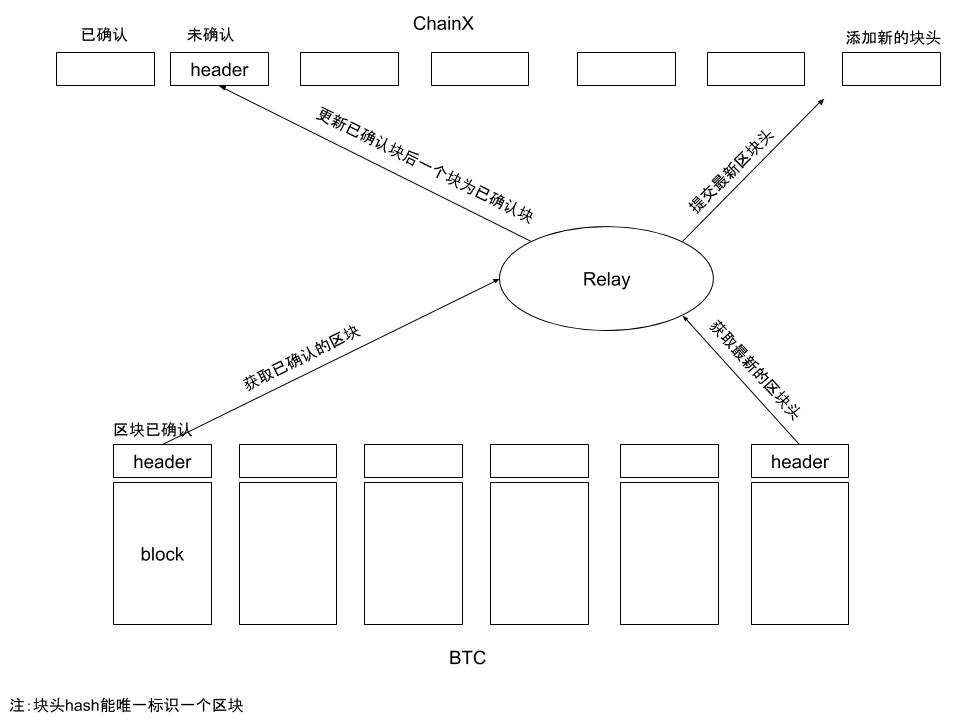 ChainX
已确认
未确认
添加新的块头
header
更新已确认块后一个块为已确认块
提交最新区块头
Relay
获取已确认的区块
获取最新的区块头
区块已确认
header
header
block
BTC
注：块头hash能唯一标识一个区块